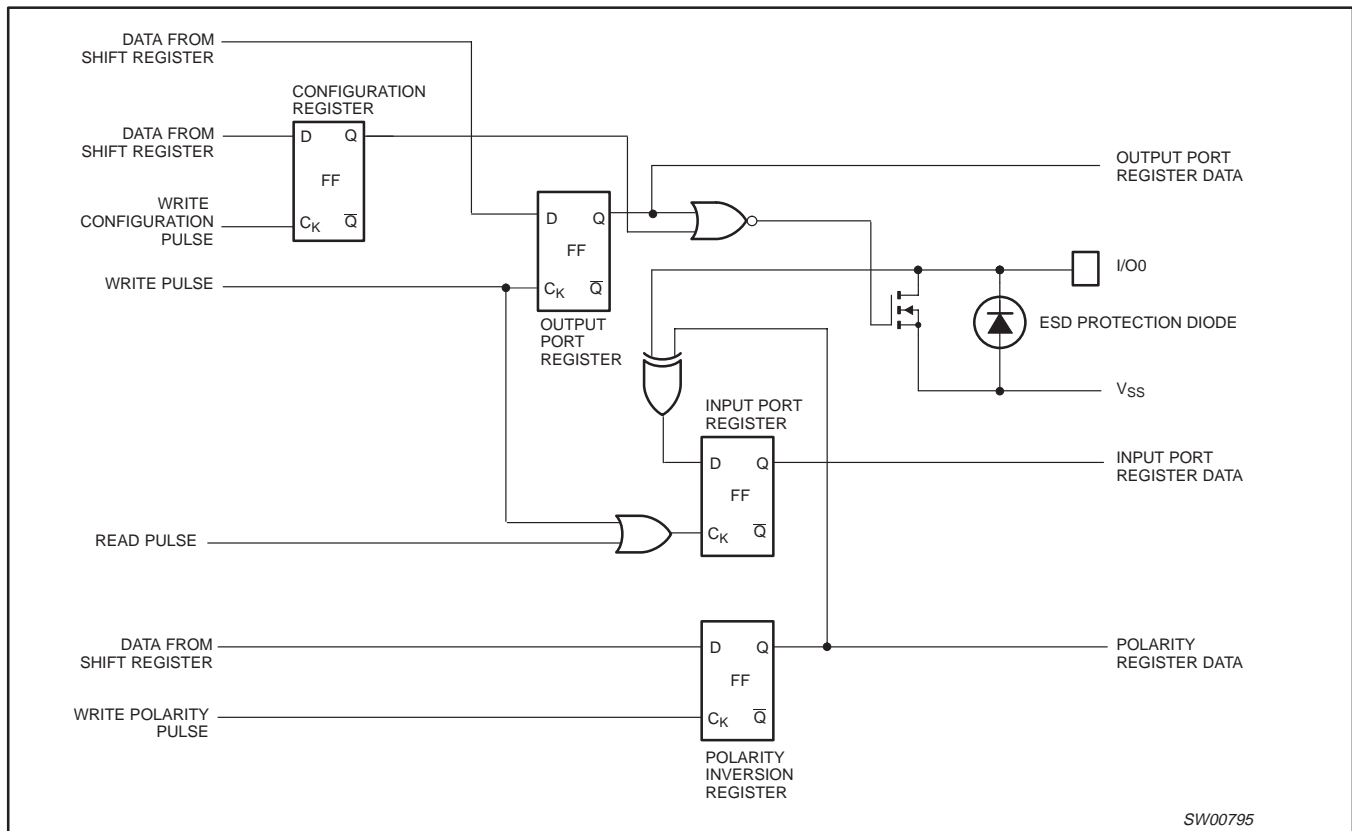 DATA FROM
SHIFT REGISTER
CONFIGURATION
REGISTER
DATA FROM
SHIFT REGISTER
D Q
FF
CK Q̅
WRITE
CONFIGURATION
PULSE
OUTPUT PORT
REGISTER DATA
D Q
FF
CK Q̅
OUTPUT
PORT
REGISTER
WRITE PULSE
I/O0
ESD PROTECTION DIODE
VSS
INPUT PORT
REGISTER
D Q
FF
CK Q̅
INPUT PORT
REGISTER DATA
READ PULSE
DATA FROM
SHIFT REGISTER
D Q
FF
CK Q̅
POLARITY
REGISTER DATA
WRITE POLARITY
PULSE
POLARITY
INVERSION
REGISTER
SW00795